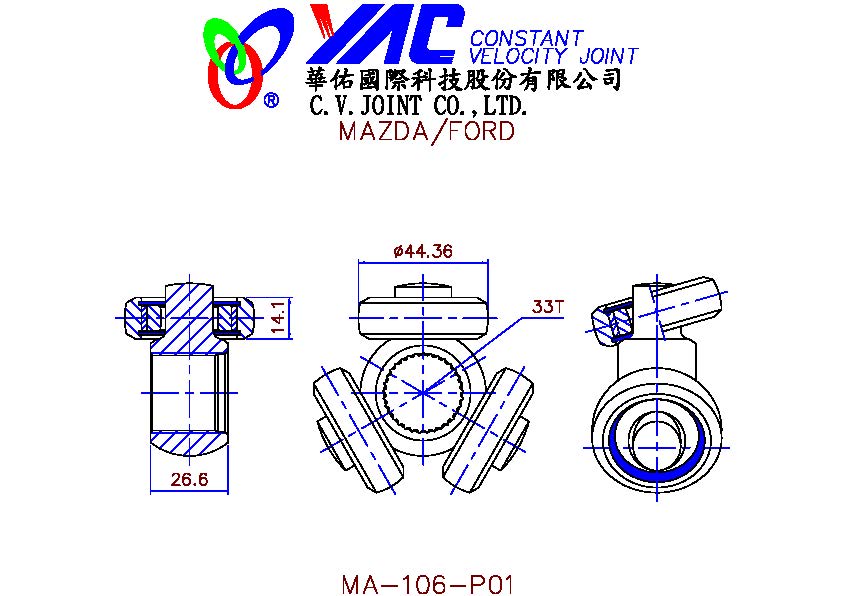 YAC CONSTANT
VELOCITY JOINT
®
華佑國際科技股份有限公司
C.V.JOINT CO.,LTD.
MAZDA/FORD
ø44.36
33T
14.1
26.6
MA-106-P01